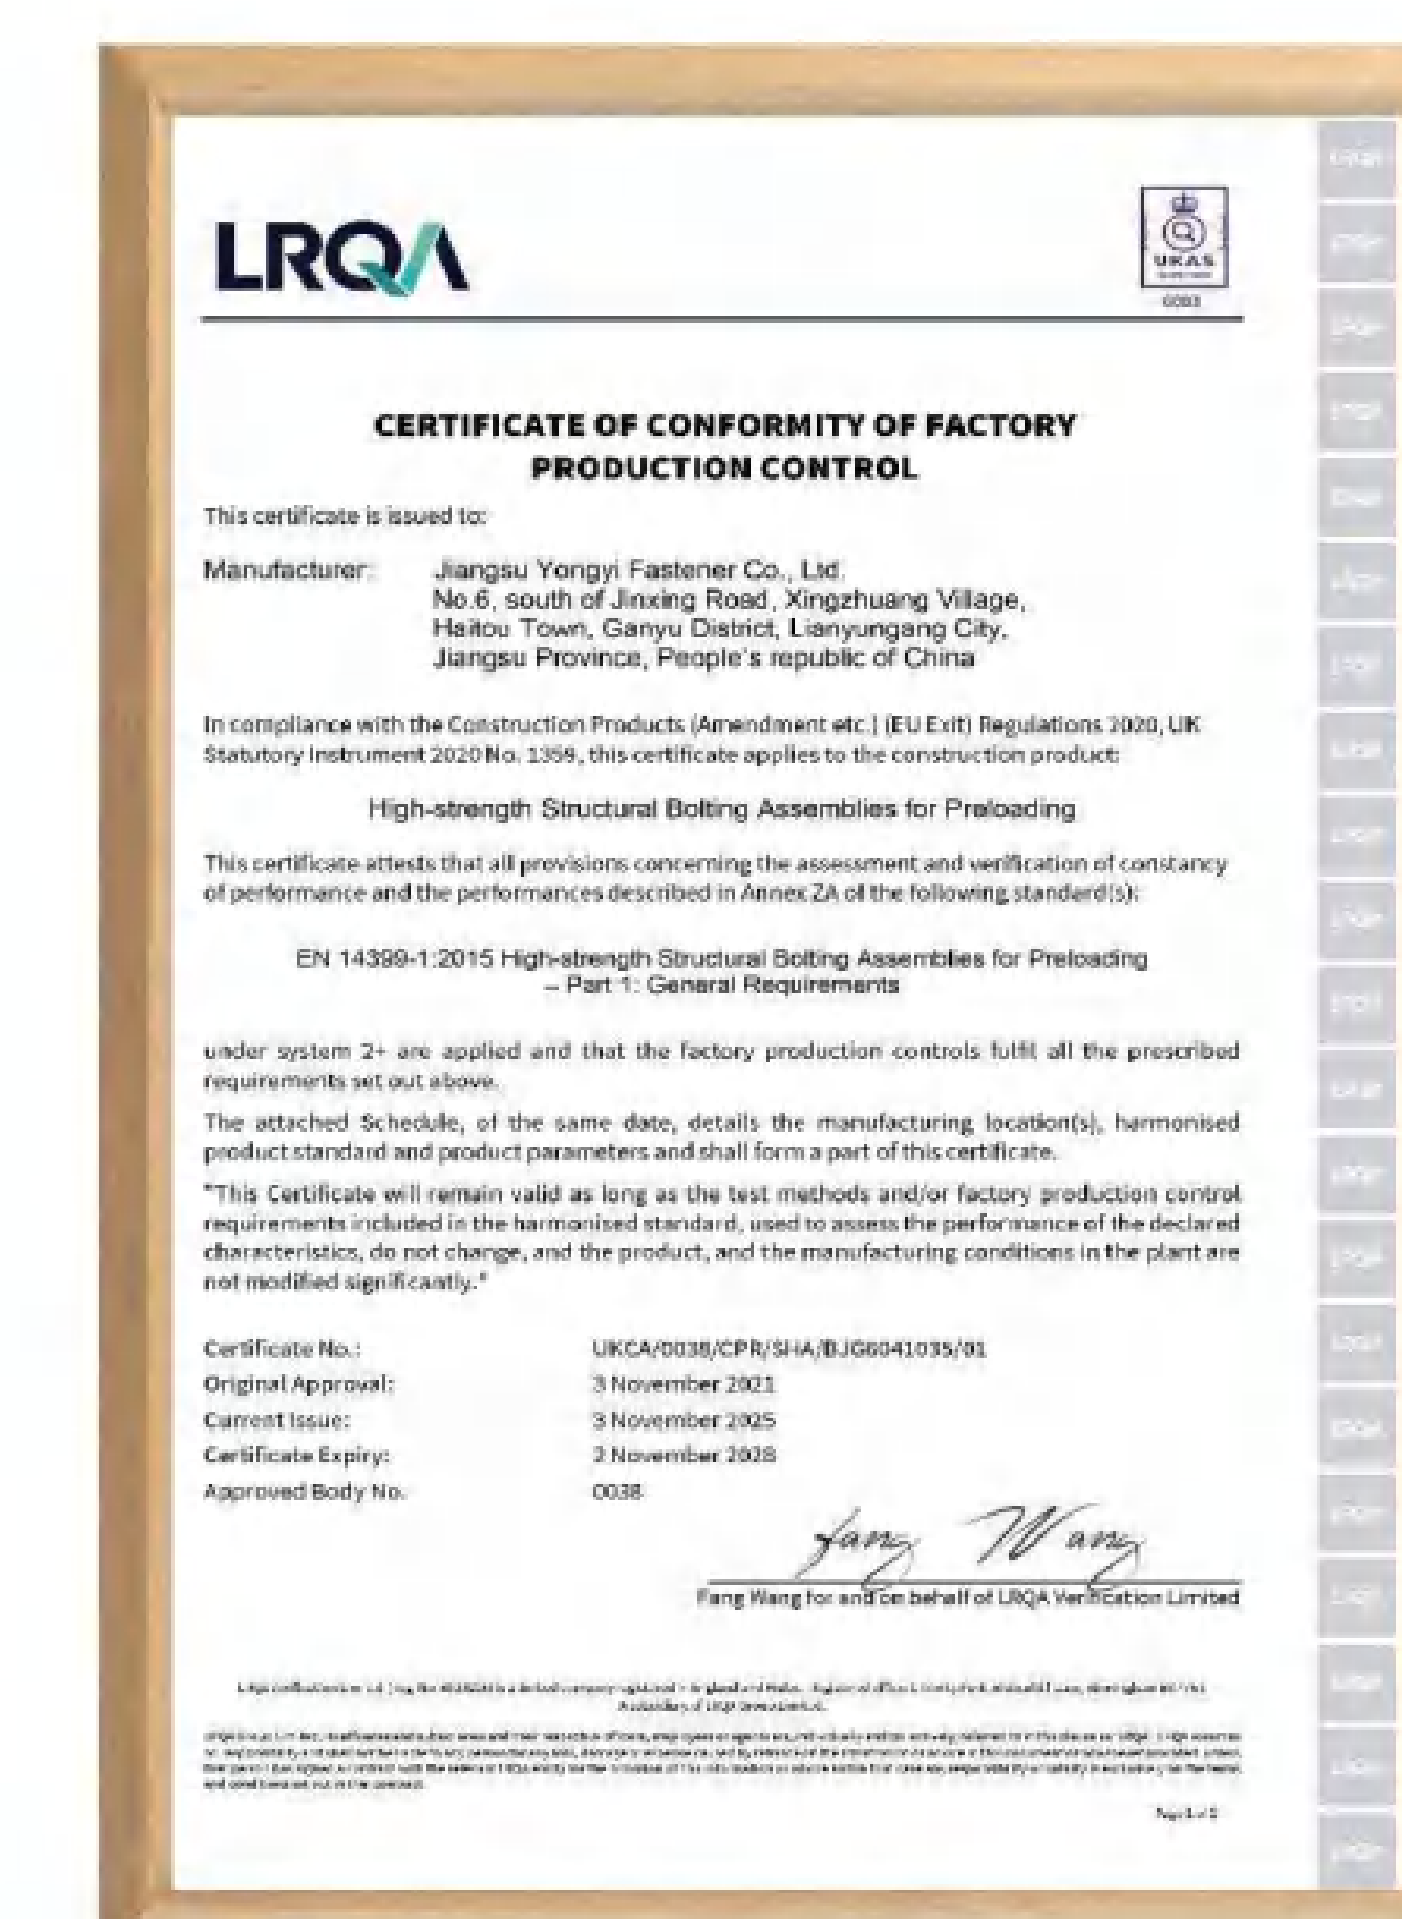 LRQA
UKAS
CERTIFICATE OF CONFORMITY OF FACTORY
PRODUCTION CONTROL
This certificate is issued to:
Manufacturer: Jiangsu Yongyi Fastener Co., Ltd.
No.6, south of Jinxing Road, Xingzhuang Village,
Haitou Town, Ganyu District, Lianyungang City,
Jiangsu Province, People's republic of China
In compliance with the Construction Products (Amendment etc.) (EU Exit) Regulations 2020, UK
Statutory Instrument 2020 No. 1359, this certificate applies to the construction product:
High-strength Structural Bolting Assemblies for Preloading
This certificate attests that all provisions concerning the assessment and verification of constancy
of performance and the performances described in Annex ZA of the following standard(s):
EN 14399-1:2015 High-strength Structural Bolting Assemblies for Preloading
– Part 1: General Requirements
under system 2+ are applied and that the factory production controls fulfil all the prescribed
requirements set out above.
The attached Schedule, of the same date, details the manufacturing location(s), harmonised
product standard and product parameters and shall form a part of this certificate.
"This Certificate will remain valid as long as the test methods and/or factory production control
requirements included in the harmonised standard, used to assess the performance of the declared
characteristics, do not change, and the product, and the manufacturing conditions in the plant are
not modified significantly."
Certificate No.: UKCA/0038/CPR/SHA/BJG6041035/01
Original Approval: 3 November 2021
Current Issue: 3 November 2025
Certificate Expiry: 2 November 2028
Approved Body No. 0038
Fang Wang
Fang Wang for and on behalf of LRQA Verification Limited